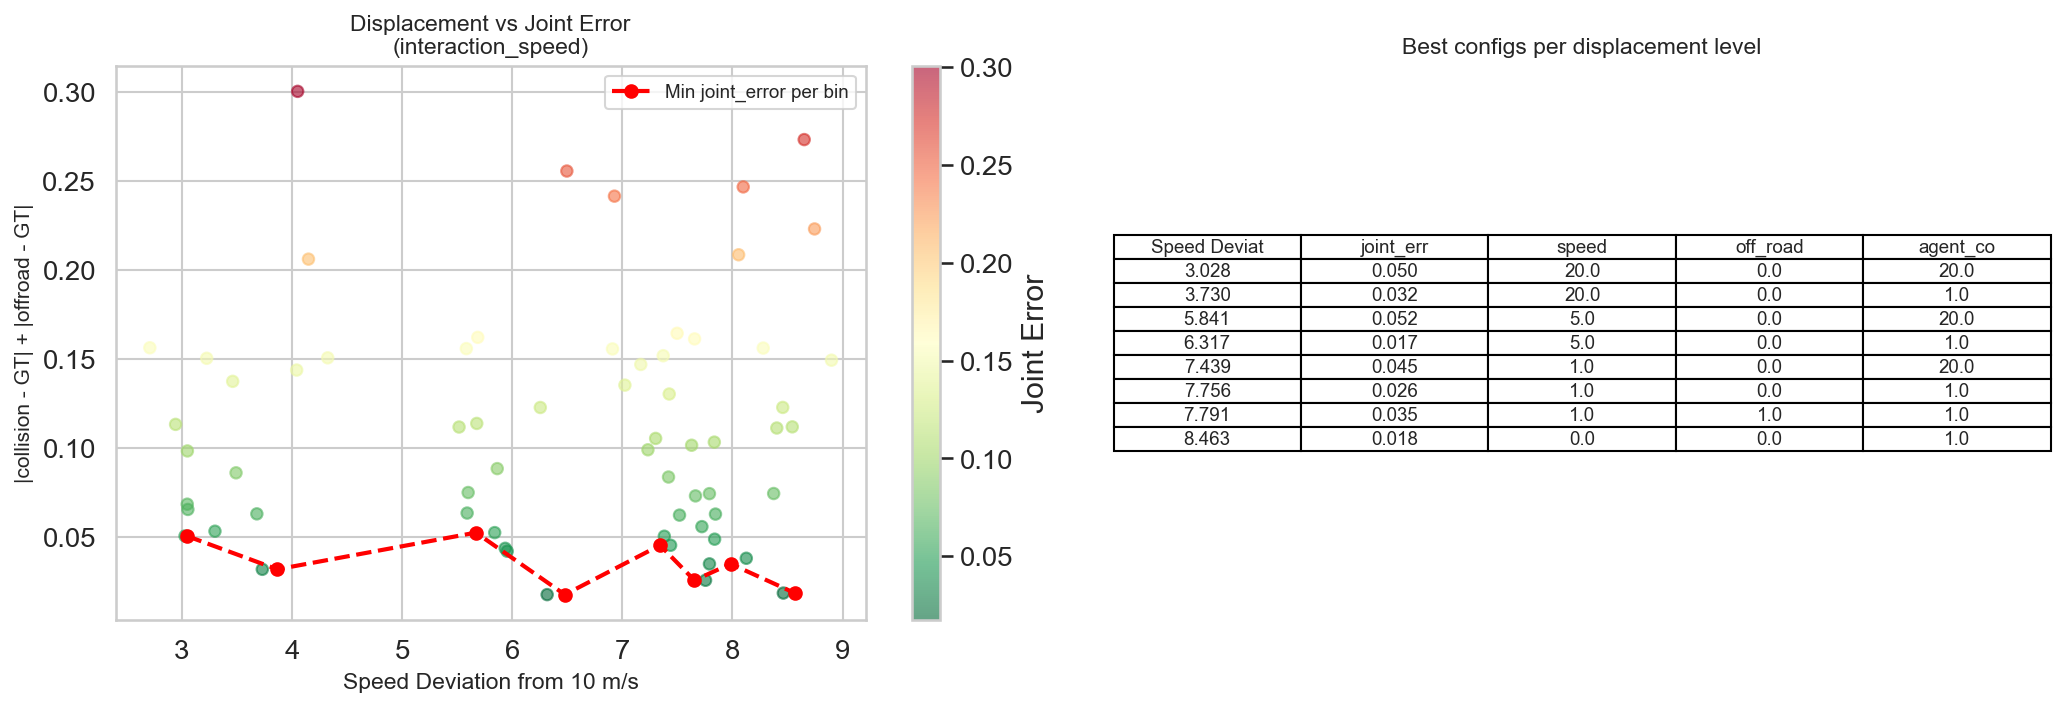 Displacement vs Joint Error
(interaction_speed)
Min joint_error per bin
|collision - GT| + |offroad - GT|
0.30
0.25
0.20
0.15
0.10
0.05
3 4 5 6 7 8 9
Speed Deviation from 10 m/s
0.30
0.25
0.20
0.15
0.10
0.05
Joint Error
Best configs per displacement level
Speed Deviat joint_err speed off_road agent_co
3.028 0.050 20.0 0.0 20.0
3.730 0.032 20.0 0.0 1.0
5.841 0.052 5.0 0.0 20.0
6.317 0.017 5.0 0.0 1.0
7.439 0.045 1.0 0.0 20.0
7.756 0.026 1.0 0.0 1.0
7.791 0.035 1.0 1.0 1.0
8.463 0.018 0.0 0.0 1.0